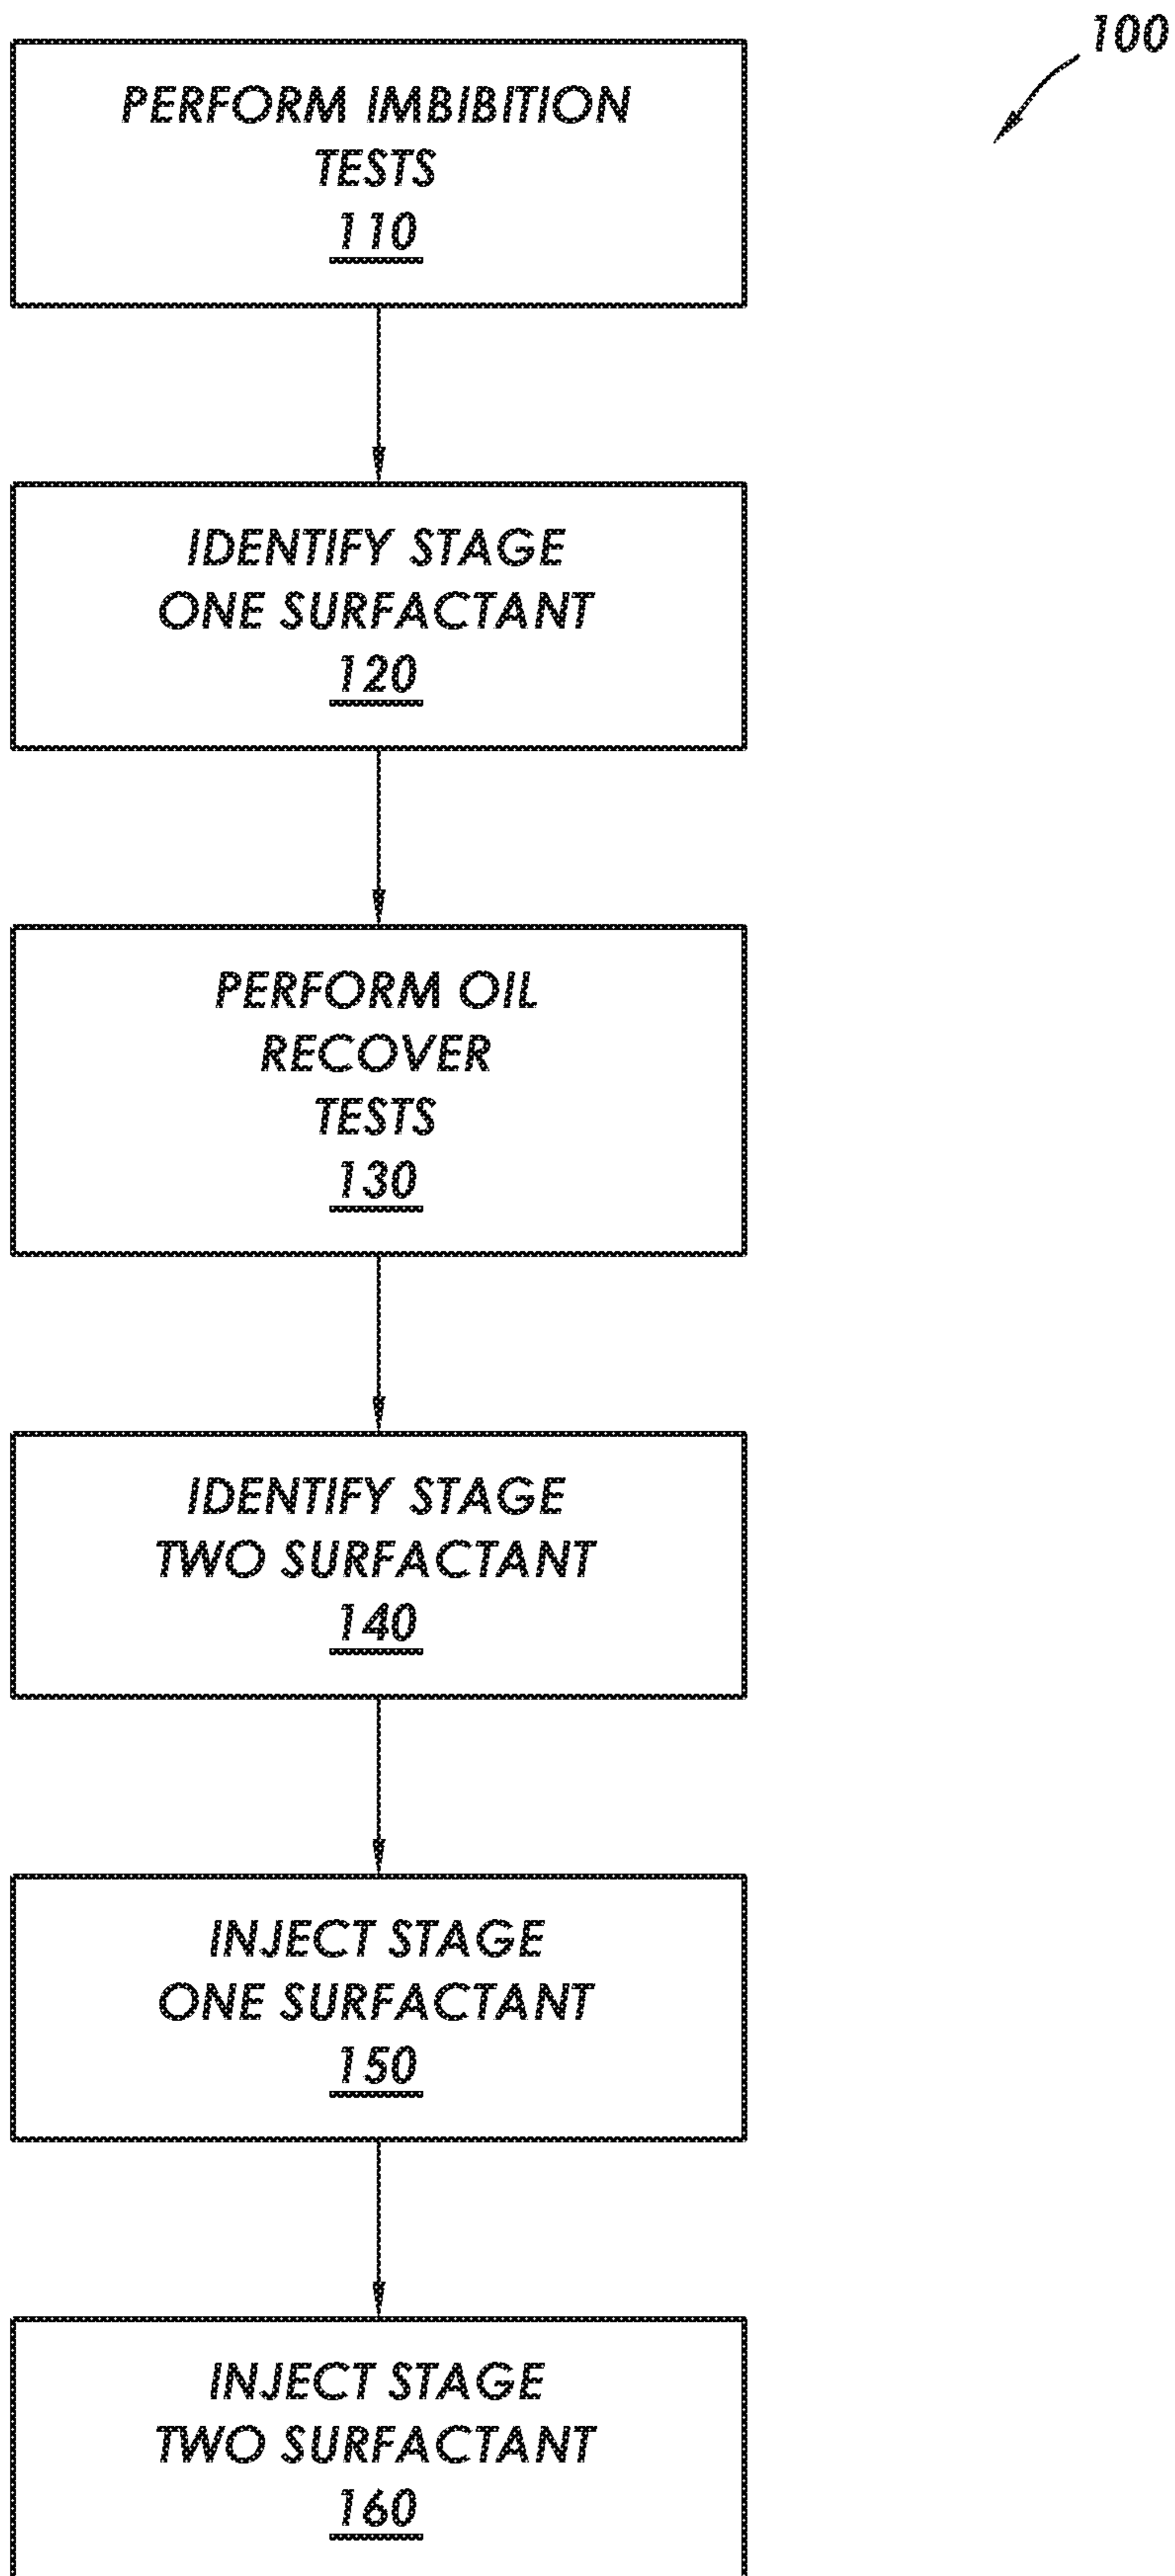 100
PERFORM IMBIBITION
TESTS
110
IDENTIFY STAGE
ONE SURFACTANT
120
PERFORM OIL
RECOVER
TESTS
130
IDENTIFY STAGE
TWO SURFACTANT
140
INJECT STAGE
ONE SURFACTANT
150
INJECT STAGE
TWO SURFACTANT
160